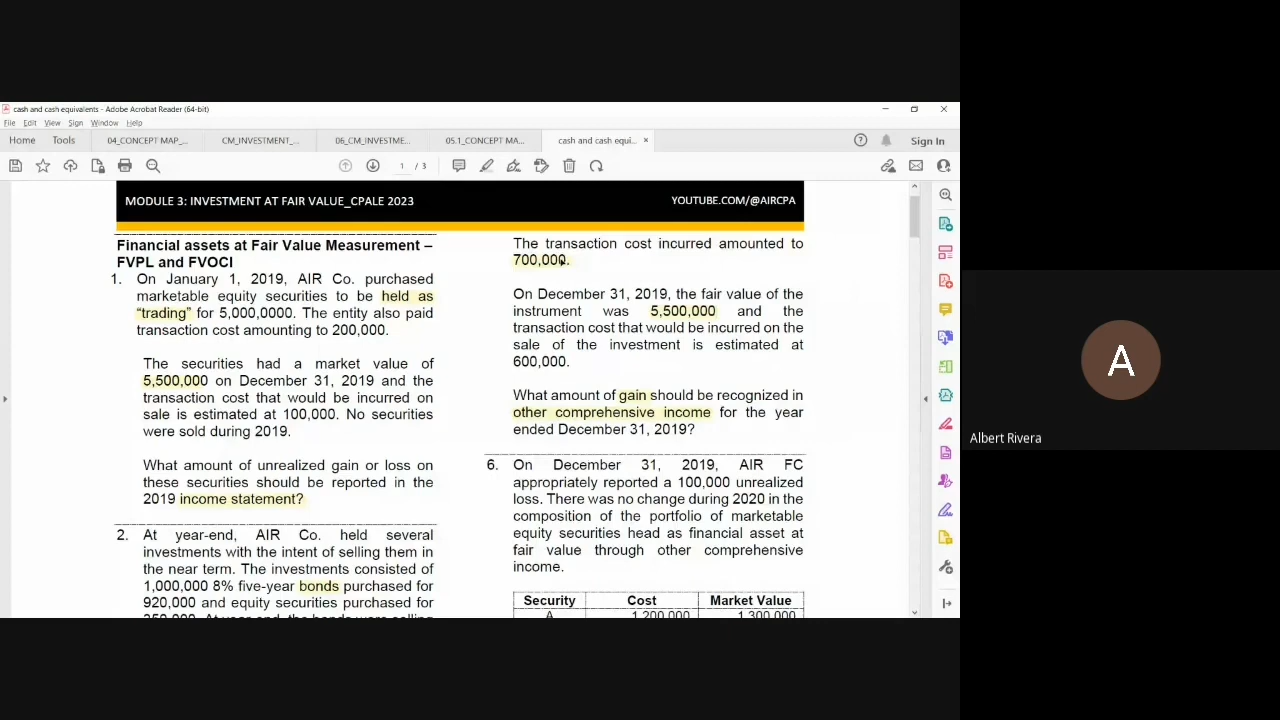 cash and cash equivalents - Adobe Acrobat Reader (64-bit)
File Edit View Sign Window Help
Home Tools 04_CONCEPT MAP_... CM_INVESTMENT_... 06_CM_INVESTME... 05.1_CONCEPT MA... cash and cash equi... × Sign In
1 / 3
MODULE 3: INVESTMENT AT FAIR VALUE_CPALE 2023 YOUTUBE.COM/@AIRCPA
Financial assets at Fair Value Measurement –
FVPL and FVOCI
1. On January 1, 2019, AIR Co. purchased
marketable equity securities to be held as
“trading” for 5,000,0000. The entity also paid
transaction cost amounting to 200,000.
The securities had a market value of
5,500,000 on December 31, 2019 and the
transaction cost that would be incurred on
sale is estimated at 100,000. No securities
were sold during 2019.
What amount of unrealized gain or loss on
these securities should be reported in the
2019 income statement?
2. At year-end, AIR Co. held several
investments with the intent of selling them in
the near term. The investments consisted of
1,000,000 8% five-year bonds purchased for
920,000 and equity securities purchased for
The transaction cost incurred amounted to
700,000.
On December 31, 2019, the fair value of the
instrument was 5,500,000 and the
transaction cost that would be incurred on the
sale of the investment is estimated at
600,000.
What amount of gain should be recognized in
other comprehensive income for the year
ended December 31, 2019?
6. On December 31, 2019, AIR FC
appropriately reported a 100,000 unrealized
loss. There was no change during 2020 in the
composition of the portfolio of marketable
equity securities head as financial asset at
fair value through other comprehensive
income.
Security Cost Market Value
A 1,200,000 1,300,000
A
Albert Rivera